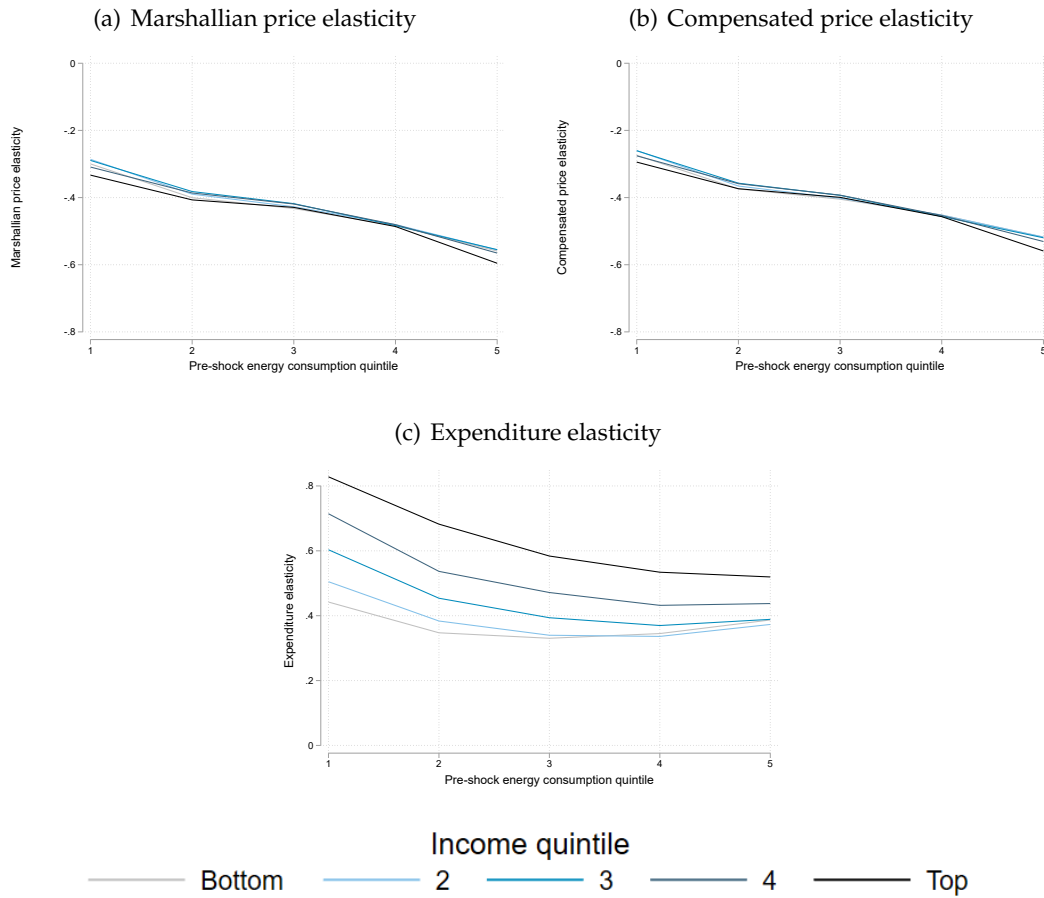 (a) Marshallian price elasticity
0
-.2
-.4
-.6
-.8
Marshallian price elasticity
1 2 3 4 5
Pre-shock energy consumption quintile
(b) Compensated price elasticity
0
-.2
-.4
-.6
-.8
Compensated price elasticity
1 2 3 4 5
Pre-shock energy consumption quintile
(c) Expenditure elasticity
.8
.6
.4
.2
0
Expenditure elasticity
1 2 3 4 5
Pre-shock energy consumption quintile
Income quintile
Bottom 2 3 4 Top